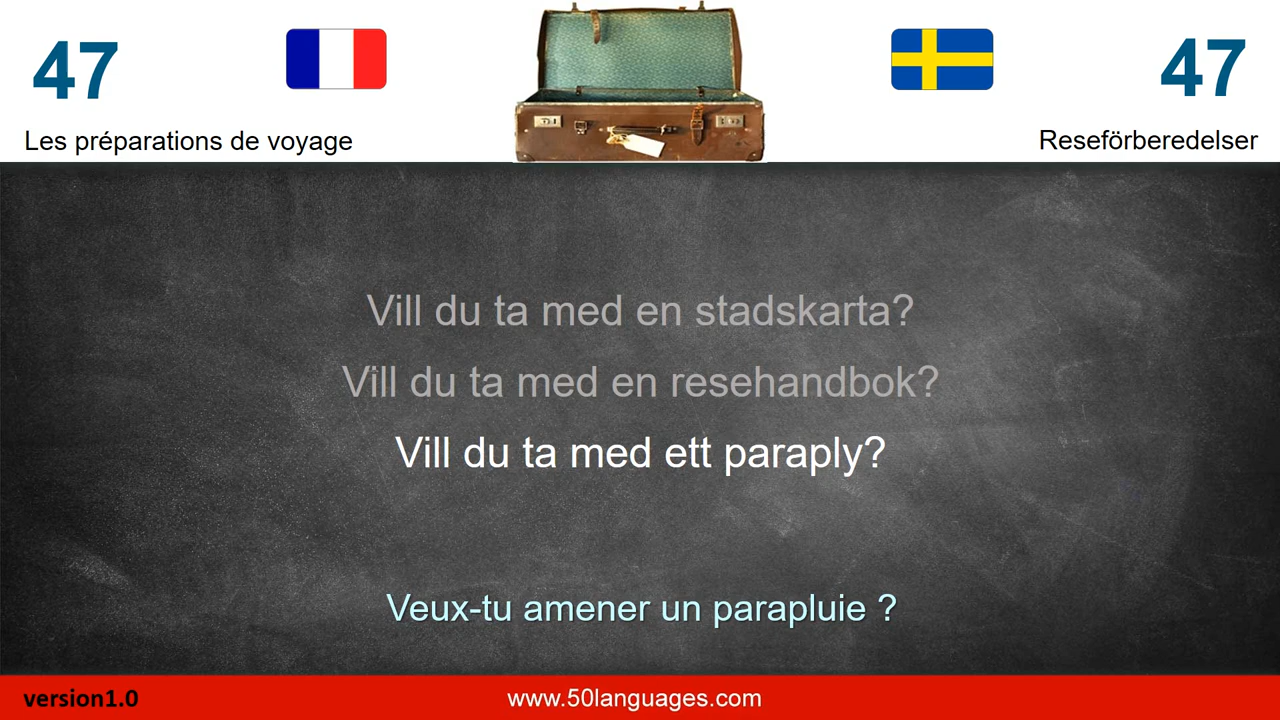 47
47
Les préparations de voyage
Reseförberedelser
Vill du ta med en stadskarta?
Vill du ta med en resehandbok?
Vill du ta med ett paraply?
Veux-tu amener un parapluie ?
version1.0
www.50languages.com